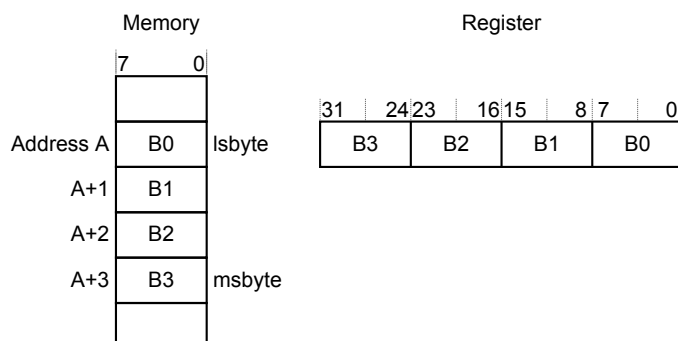 Memory
Register
7 0
31 24 23 16 15 8 7 0
Address A B0 lsbyte
B3 B2 B1 B0
A+1 B1
A+2 B2
A+3 B3 msbyte